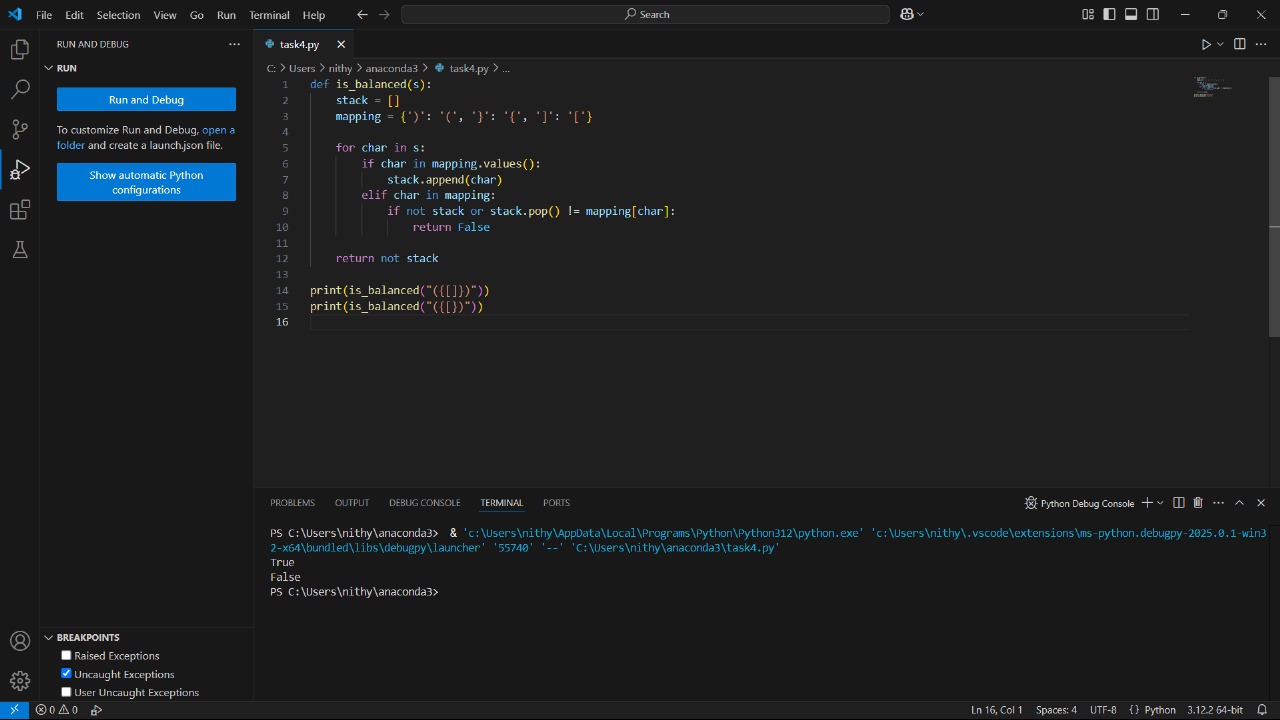 File Edit Selection View Go Run Terminal Help
Search
RUN AND DEBUG
RUN
Run and Debug
To customize Run and Debug, open a
folder and create a launch.json file.
Show automatic Python
configurations
BREAKPOINTS
Raised Exceptions
Uncaught Exceptions
User Uncaught Exceptions
task4.py
C: > Users > nithy > anaconda3 > task4.py > ...
1 def is_balanced(s):
2     stack = []
3     mapping = {')': '(', '}': '{', ']': '['}
4
5     for char in s:
6         if char in mapping.values():
7             stack.append(char)
8         elif char in mapping:
9             if not stack or stack.pop() != mapping[char]:
10                 return False
11
12     return not stack
13
14 print(is_balanced("({[]})"))
15 print(is_balanced("({[})"))
16
PROBLEMS OUTPUT DEBUG CONSOLE TERMINAL PORTS
Python Debug Console
PS C:\Users\nithy\anaconda3>  & 'c:\Users\nithy\AppData\Local\Programs\Python\Python312\python.exe' 'c:\Users\nithy\.vscode\extensions\ms-python.debugpy-2025.0.1-win3
2-x64\bundled\libs\debugpy\launcher' '55740' '--' 'C:\Users\nithy\anaconda3\task4.py'
True
False
PS C:\Users\nithy\anaconda3>
0 0
Ln 16, Col 1 Spaces: 4 UTF-8 {} Python 3.12.2 64-bit